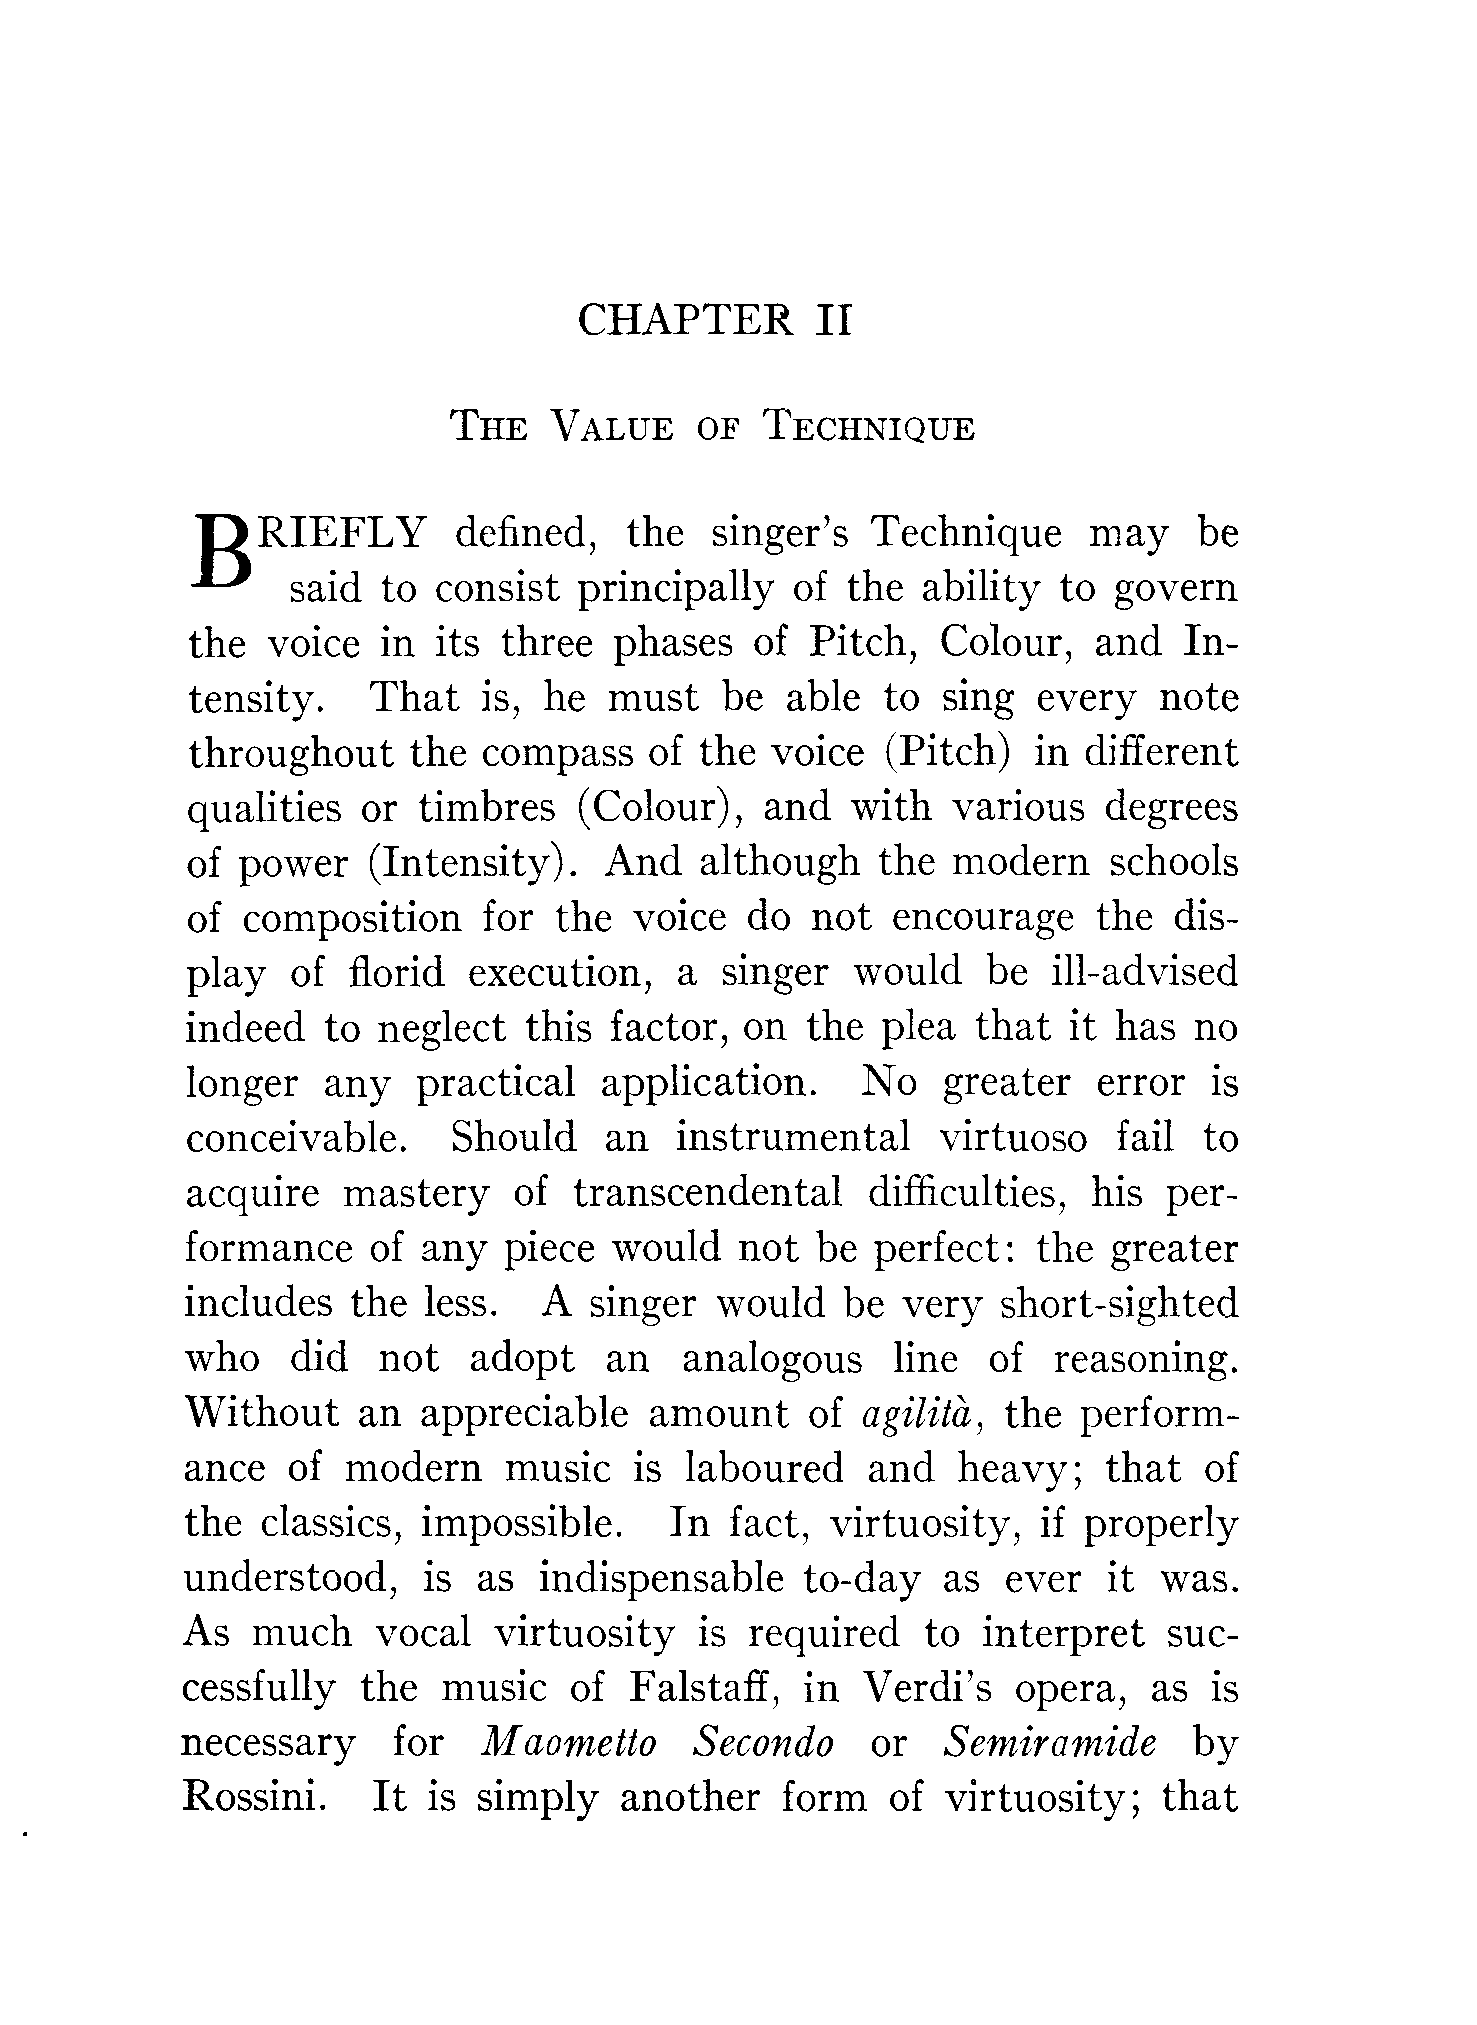 CHAPTER II
The Value of Technique
BRIEFLY defined, the singer's Technique may be
said to consist principally of the ability to govern
the voice in its three phases of Pitch, Colour, and In-
tensity. That is, he must be able to sing every note
throughout the compass of the voice (Pitch) in different
qualities or timbres (Colour), and with various degrees
of power (Intensity). And although the modern schools
of composition for the voice do not encourage the dis-
play of florid execution, a singer would be ill-advised
indeed to neglect this factor, on the plea that it has no
longer any practical application. No greater error is
conceivable. Should an instrumental virtuoso fail to
acquire mastery of transcendental difficulties, his per-
formance of any piece would not be perfect: the greater
includes the less. A singer would be very short-sighted
who did not adopt an analogous line of reasoning.
Without an appreciable amount of agilità, the perform-
ance of modern music is laboured and heavy; that of
the classics, impossible. In fact, virtuosity, if properly
understood, is as indispensable to-day as ever it was.
As much vocal virtuosity is required to interpret suc-
cessfully the music of Falstaff, in Verdi's opera, as is
necessary for Maometto Secondo or Semiramide by
Rossini. It is simply another form of virtuosity; that